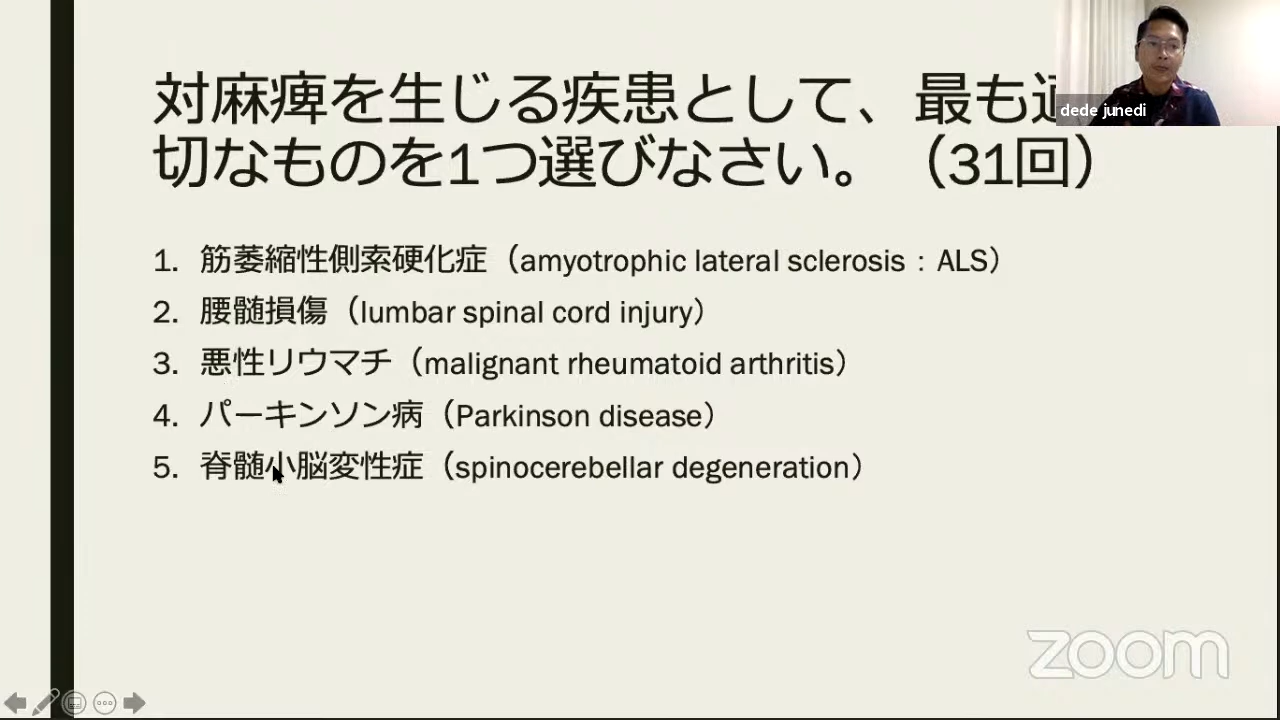 対麻痺を生じる疾患として、最も適
切なものを1つ選びなさい。（31回）
1. 筋萎縮性側索硬化症（amyotrophic lateral sclerosis：ALS）
2. 腰髄損傷（lumbar spinal cord injury）
3. 悪性リウマチ（malignant rheumatoid arthritis）
4. パーキンソン病（Parkinson disease）
5. 脊髄小脳変性症（spinocerebellar degeneration）
dede junedi
zoom